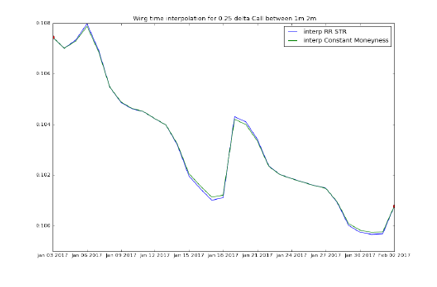 Wing time interpolation for 0.25 delta Call between 1m 2m
interp RR STR
interp Constant Moneyness
0.108
0.106
0.104
0.102
0.100
Jan 03 2017 Jan 06 2017 Jan 09 2017 Jan 12 2017 Jan 15 2017 Jan 18 2017 Jan 21 2017 Jan 24 2017 Jan 27 2017 Jan 30 2017 Feb 02 2017